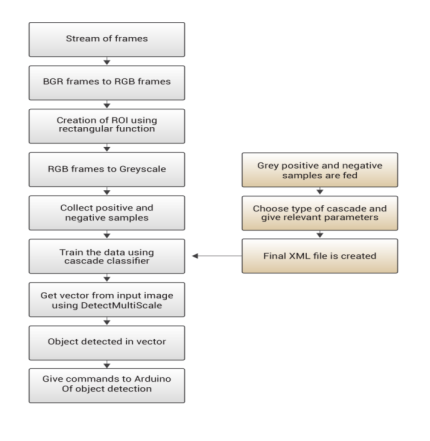 Stream of frames
BGR frames to RGB frames
Creation of ROI using
rectangular function
RGB frames to Greyscale
Collect positive and
negative samples
Train the data using
cascade classifier
Get vector from input image
using DetectMultiScale
Object detected in vector
Give commands to Arduino
Of object detection
Grey positive and negative
samples are fed
Choose type of cascade and
give relevant parameters
Final XML file is created